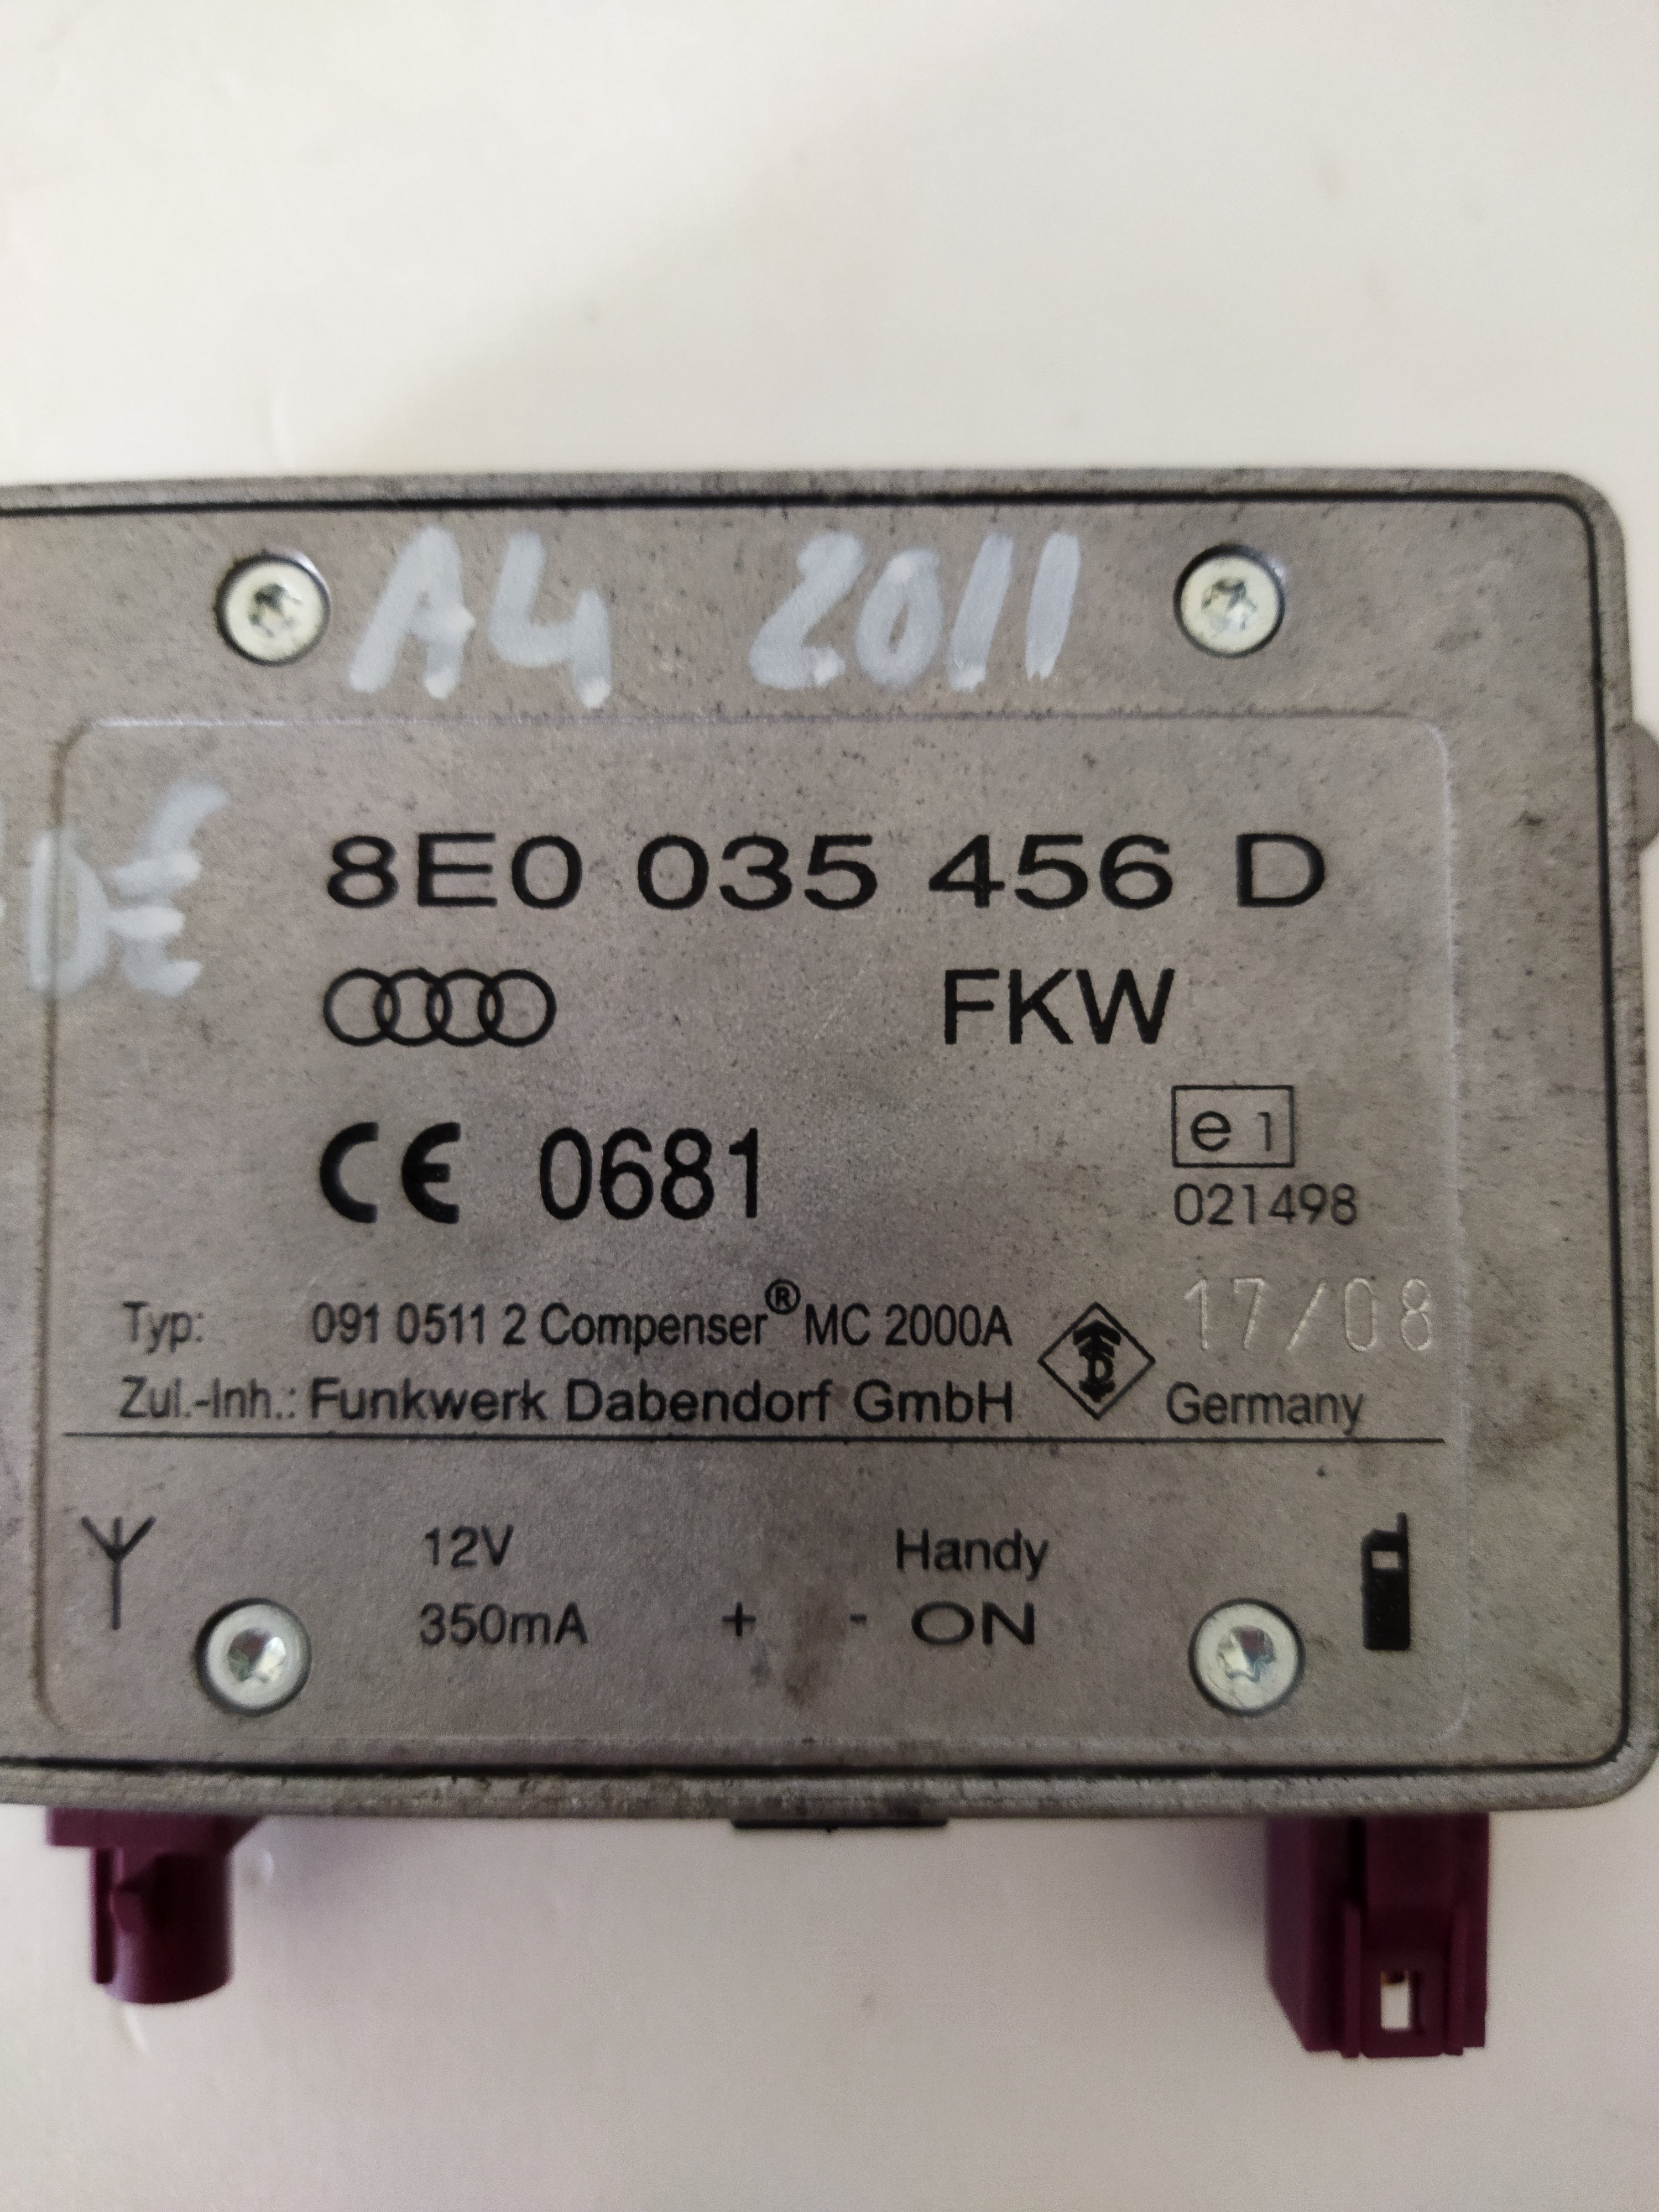 A4 2011
DE
8E0 035 456 D
FKW
CE 0681
e1
021498
17/08
Typ: 091 0511 2 Compenser® MC 2000A
Zul.-Inh.: Funkwerk Dabendorf GmbH Germany
12V Handy
350mA + - ON